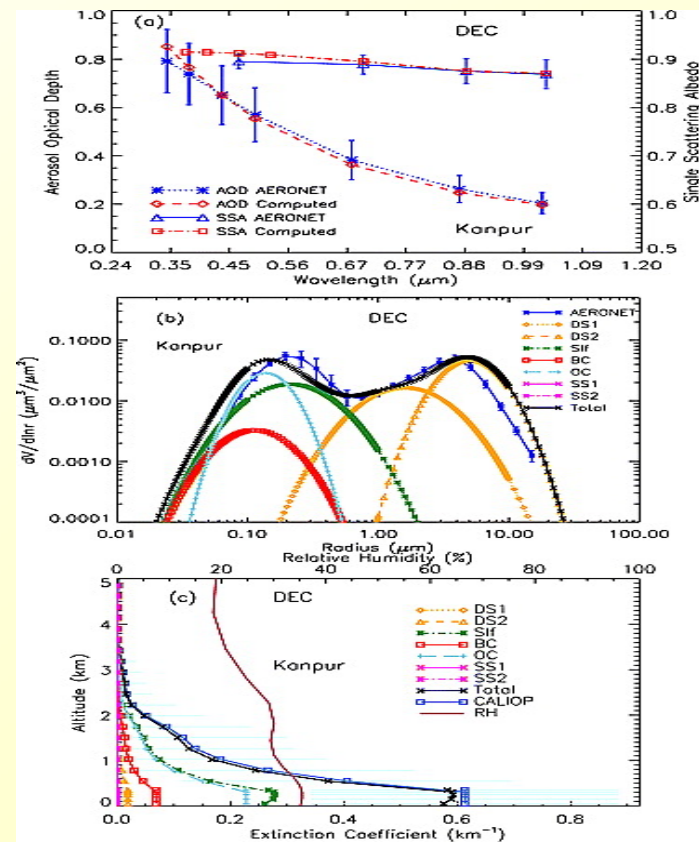 (a) DEC
1.0
0.8
0.6
0.4
0.2
0.0
Aerosol Optical Depth
1.0
0.9
0.8
0.7
0.6
0.5
Single Scattering Albedo
AOD AERONET
AOD Computed
SSA AERONET
SSA Computed
Kanpur
0.24 0.35 0.45 0.56 0.67 0.77 0.88 0.99 1.09 1.20
Wavelength (μm)
(b) DEC
Kanpur
0.1000
0.0100
0.0010
0.0001
dV/dlnr (μm³/μm²)
AERONET
DS1
DS2
Slf
BC
OC
SS1
SS2
Total
0.01 0.10 1.00 10.00 100.00
Radius (μm)
Relative Humidity (%)
0 20 40 60 80 100
(c) DEC
Kanpur
5
4
3
2
1
0
Altitude (km)
DS1
DS2
Slf
BC
OC
SS1
SS2
Total
CALIOP
RH
0.0 0.2 0.4 0.6 0.8
Extinction Coefficient (km⁻¹)